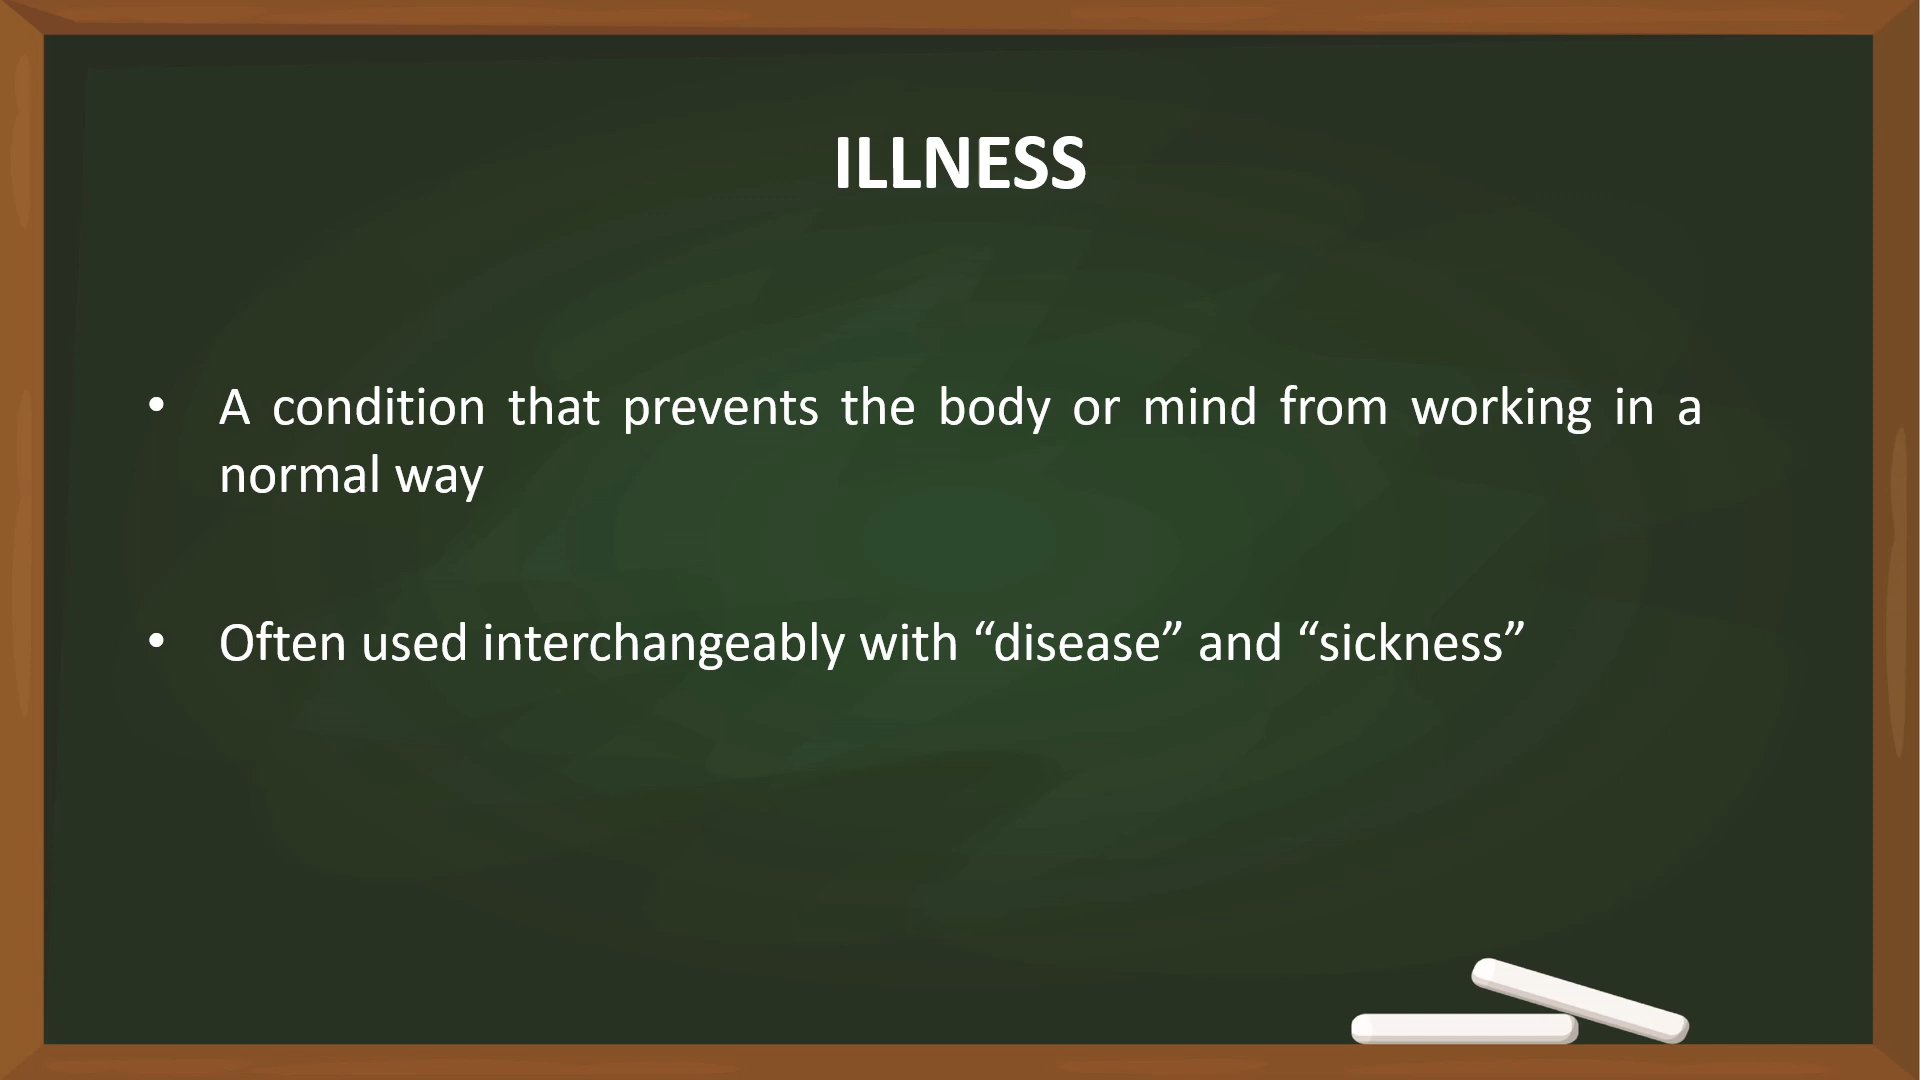 ILLNESS
• A condition that prevents the body or mind from working in a
normal way
• Often used interchangeably with “disease” and “sickness”